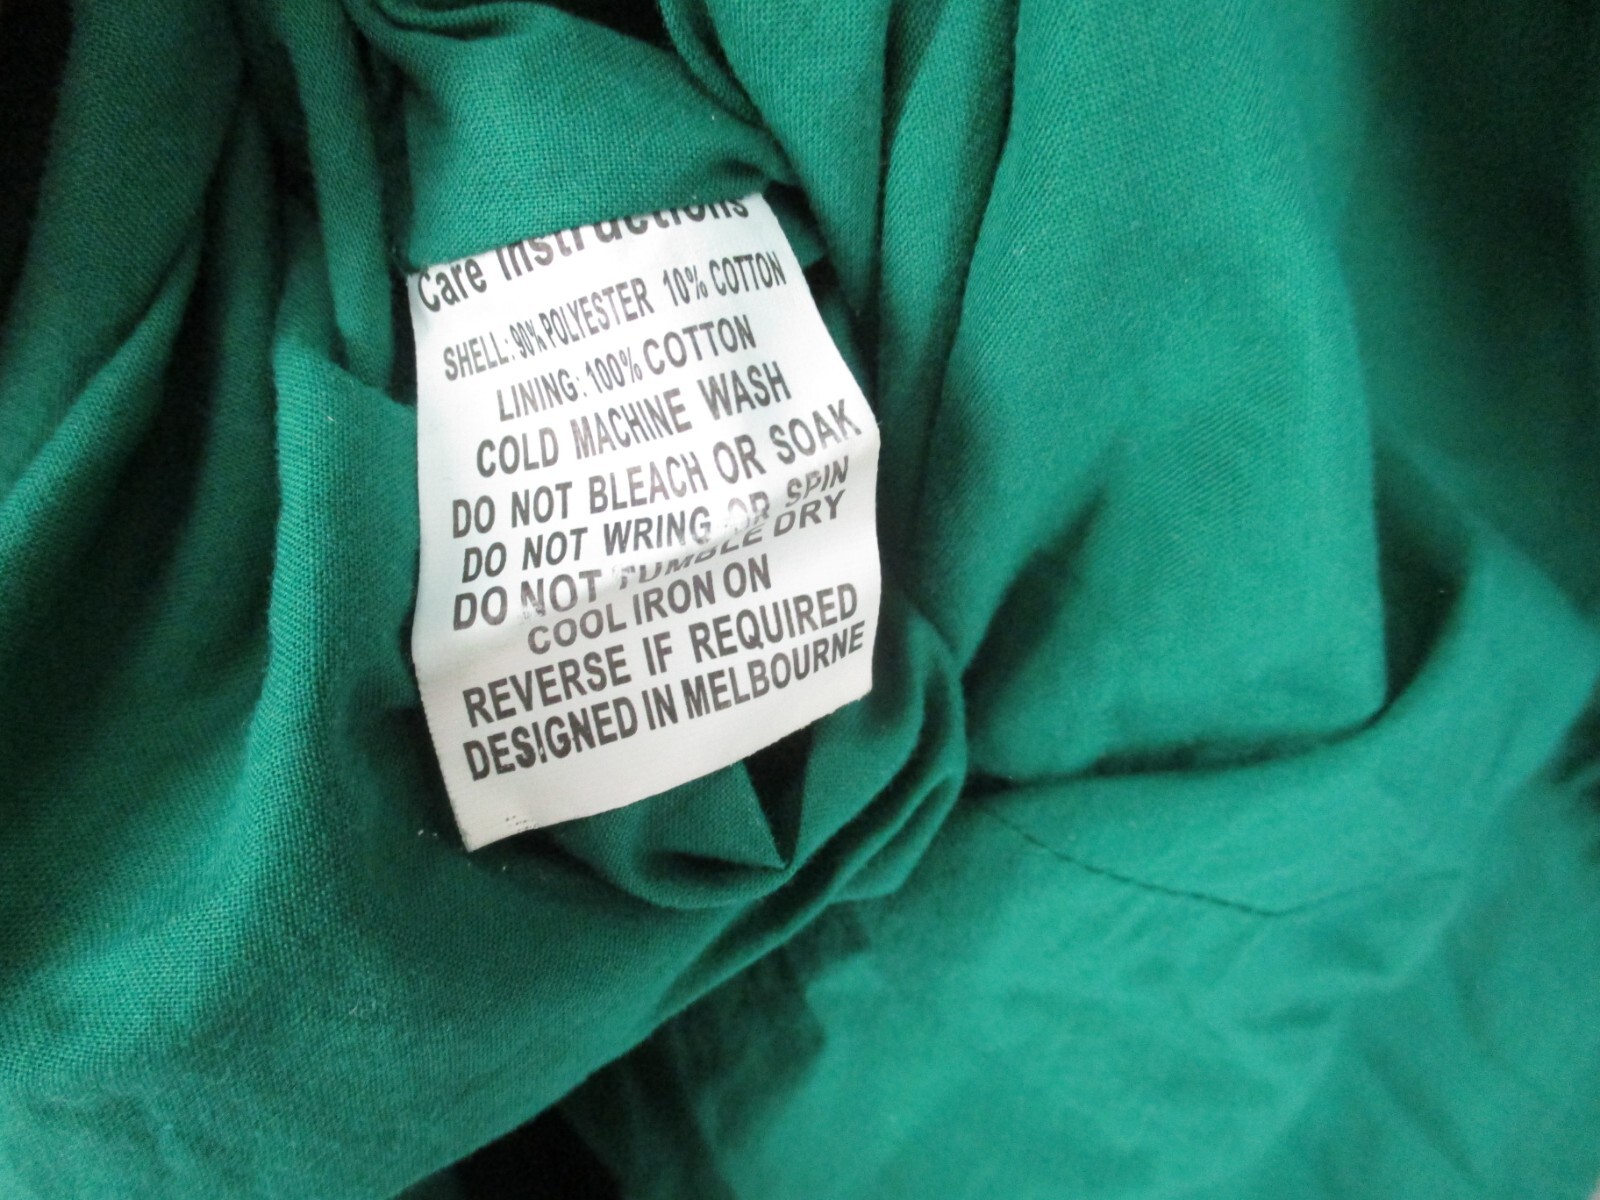 Care Instructions
SHELL: 90% POLYESTER 10% COTTON
LINING: 100% COTTON
COLD MACHINE WASH
DO NOT BLEACH OR SOAK
DO NOT WRING OR SPIN
DO NOT TUMBLE DRY
COOL IRON ON
REVERSE IF REQUIRED
DESIGNED IN MELBOURNE